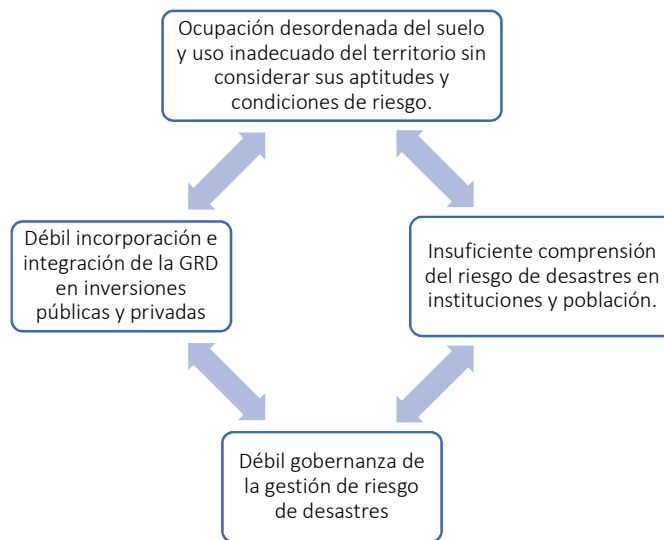 Ocupación desordenada del suelo
y uso inadecuado del territorio sin
considerar sus aptitudes y
condiciones de riesgo.
Débil incorporación e
integración de la GRD
en inversiones
públicas y privadas
Insuficiente comprensión
del riesgo de desastres en
instituciones y población.
Débil gobernanza de
la gestión de riesgo
de desastres